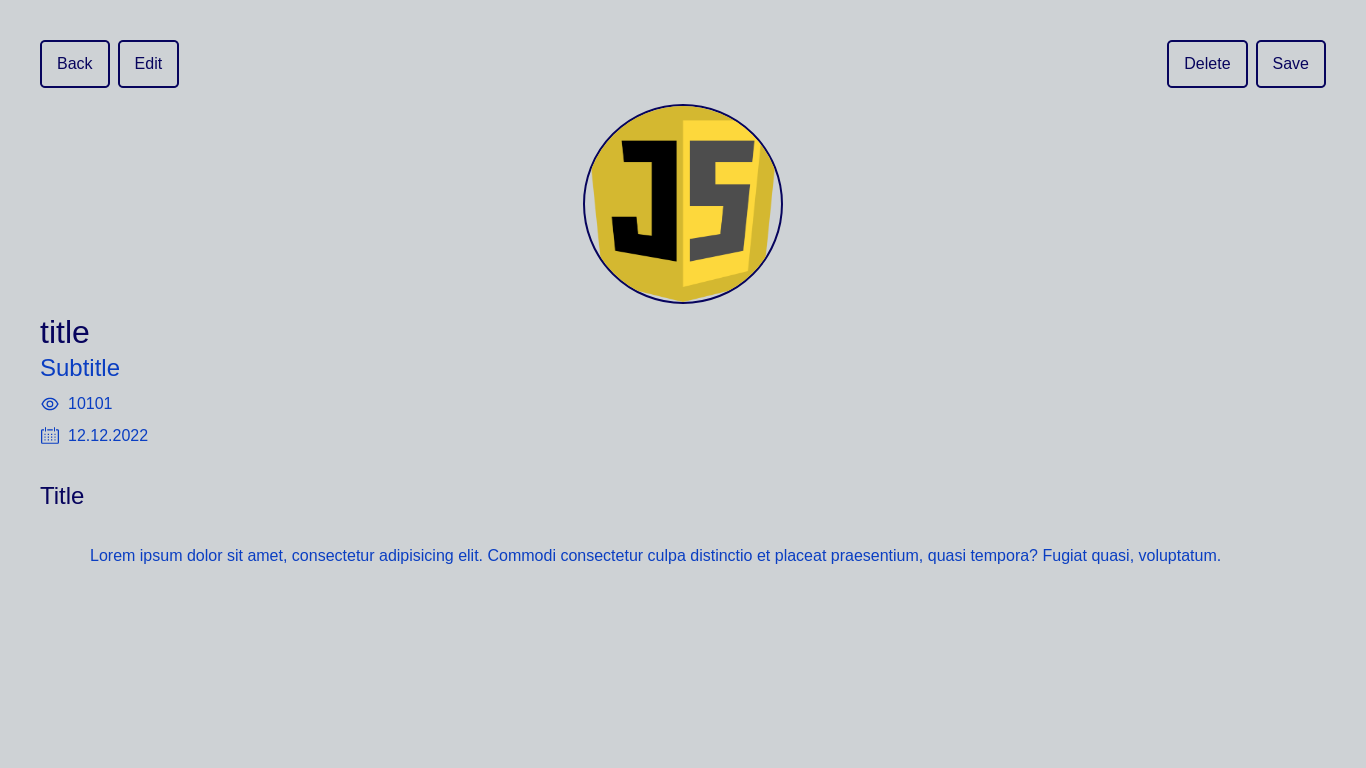 Back Edit Delete Save
JS
title
Subtitle
10101
12.12.2022
Title
Lorem ipsum dolor sit amet, consectetur adipisicing elit. Commodi consectetur culpa distinctio et placeat praesentium, quasi tempora? Fugiat quasi, voluptatum.